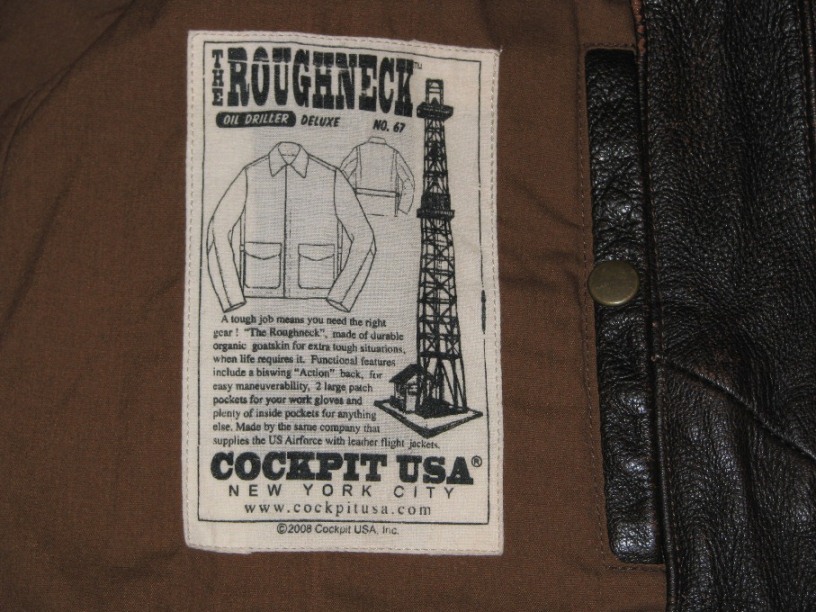 THE ROUGHNECK™
OIL DRILLER DELUXE NO. 67
A tough job means you need the right
gear ! "The Roughneck", made of durable
organic goatskin for extra tough situations,
when life requires it. Functional features
include a biswing "Action" back, for
easy maneuverability, 2 large patch
pockets for your work gloves and
plenty of inside pockets for anything
else. Made by the same company that
supplies the US Airforce with leather flight jackets.
COCKPIT USA®
NEW YORK CITY
www.cockpitusa.com
©2008 Cockpit USA, Inc.